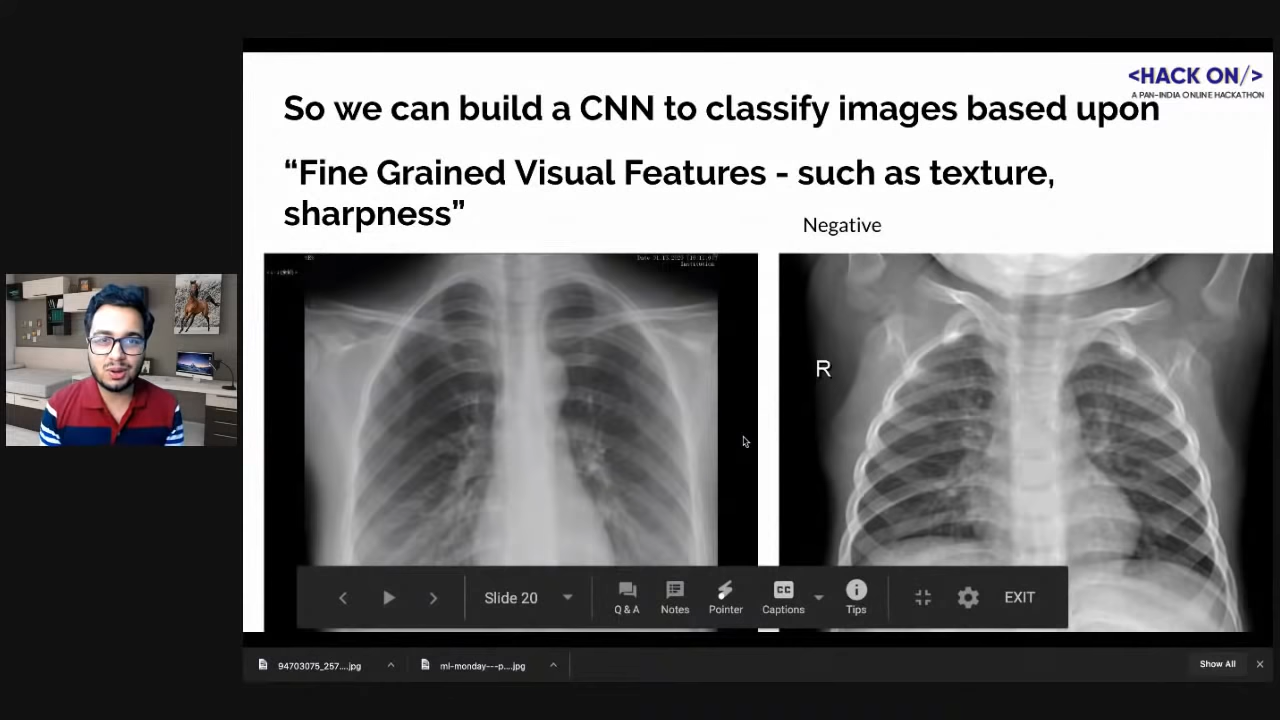 <HACK ON/>
A PAN-INDIA ONLINE HACKATHON
So we can build a CNN to classify images based upon
“Fine Grained Visual Features - such as texture,
sharpness”
Negative
R
Slide 20
Q & A
Notes
Pointer
CC
Captions
Tips
EXIT
94703075_257....jpg
ml-monday---p....jpg
Show All